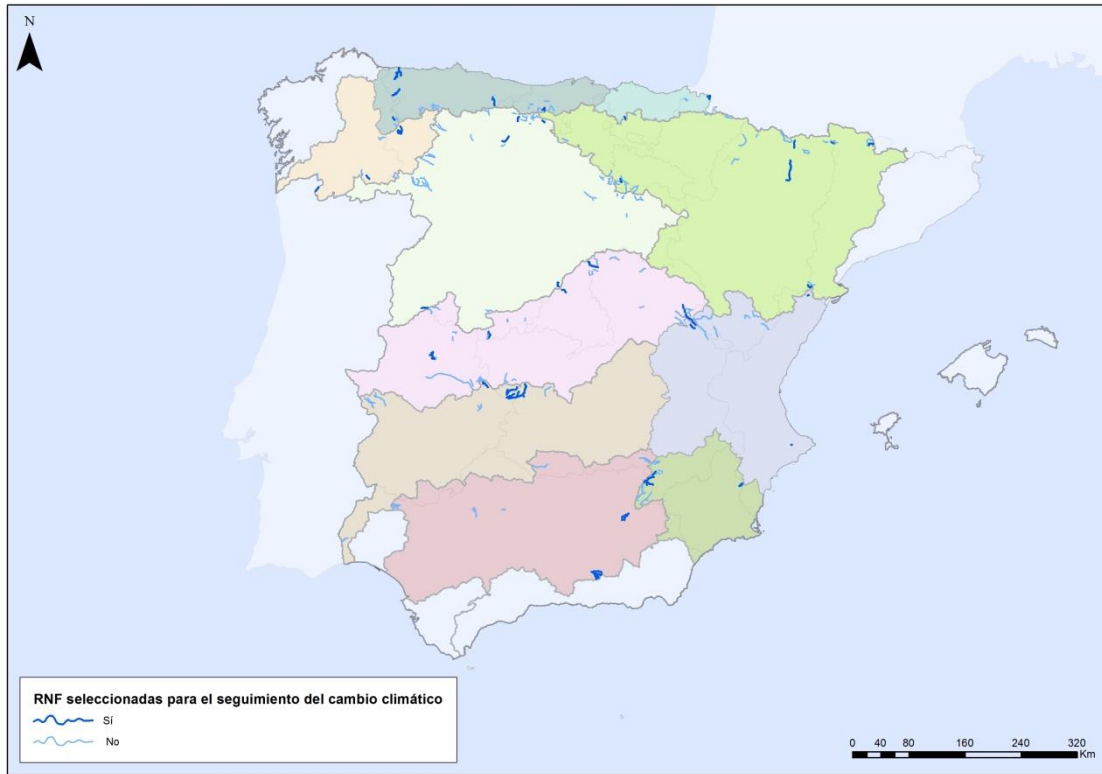 N
RNF seleccionadas para el seguimiento del cambio climático
Sí
No
0 40 80 160 240 320
Km